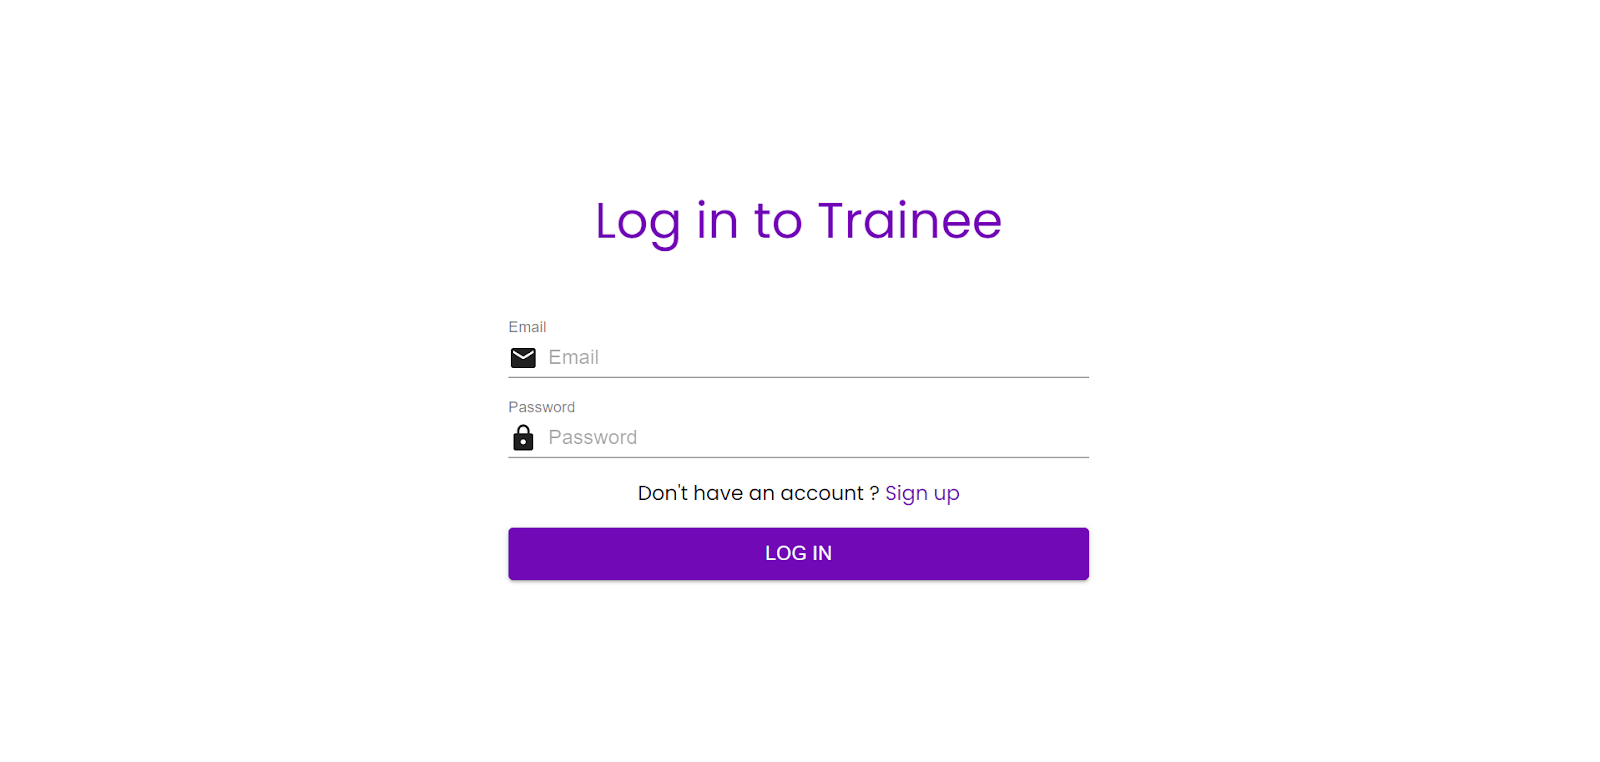 Log in to Trainee
Email
Email
Password
Password
Don't have an account ? Sign up
LOG IN